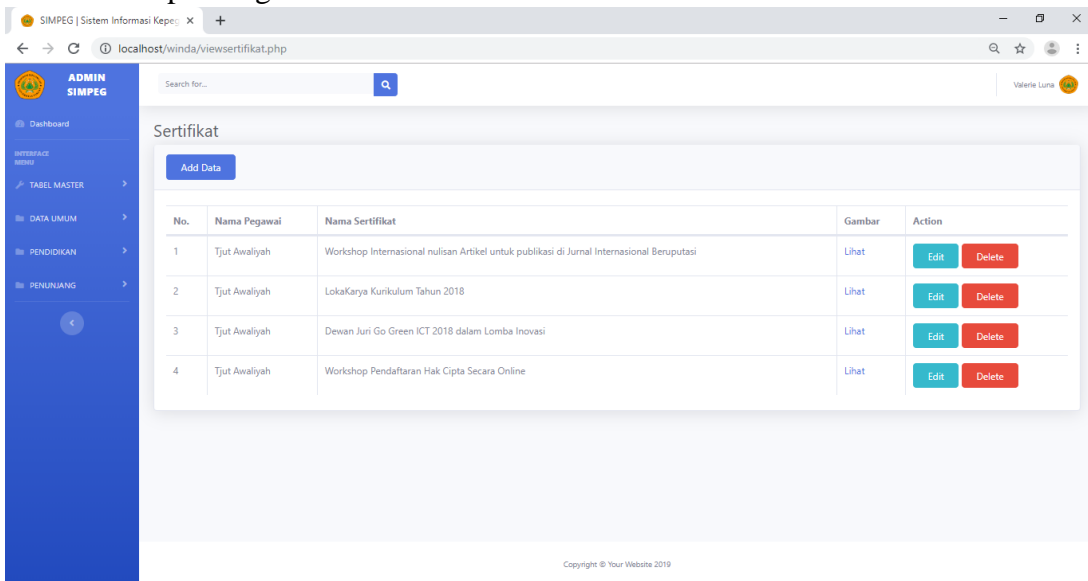 SIMPEG | Sistem Informasi Kepeg
localhost/winda/viewsertifikat.php
ADMIN
SIMPEG
Search for...
Valerie Luna
Dashboard
INTERFACE
MENU
TABEL MASTER
DATA UMUM
PENDIDIKAN
PENUNJANG
Sertifikat
Add Data
No. Nama Pegawai Nama Sertifikat Gambar Action
1 Tjut Awaliyah Workshop Internasional nulisan Artikel untuk publikasi di Jurnal Internasional Beruputasi Lihat Edit Delete
2 Tjut Awaliyah LokaKarya Kurikulum Tahun 2018 Lihat Edit Delete
3 Tjut Awaliyah Dewan Juri Go Green ICT 2018 dalam Lomba Inovasi Lihat Edit Delete
4 Tjut Awaliyah Workshop Pendaftaran Hak Cipta Secara Online Lihat Edit Delete
Copyright © Your Website 2019